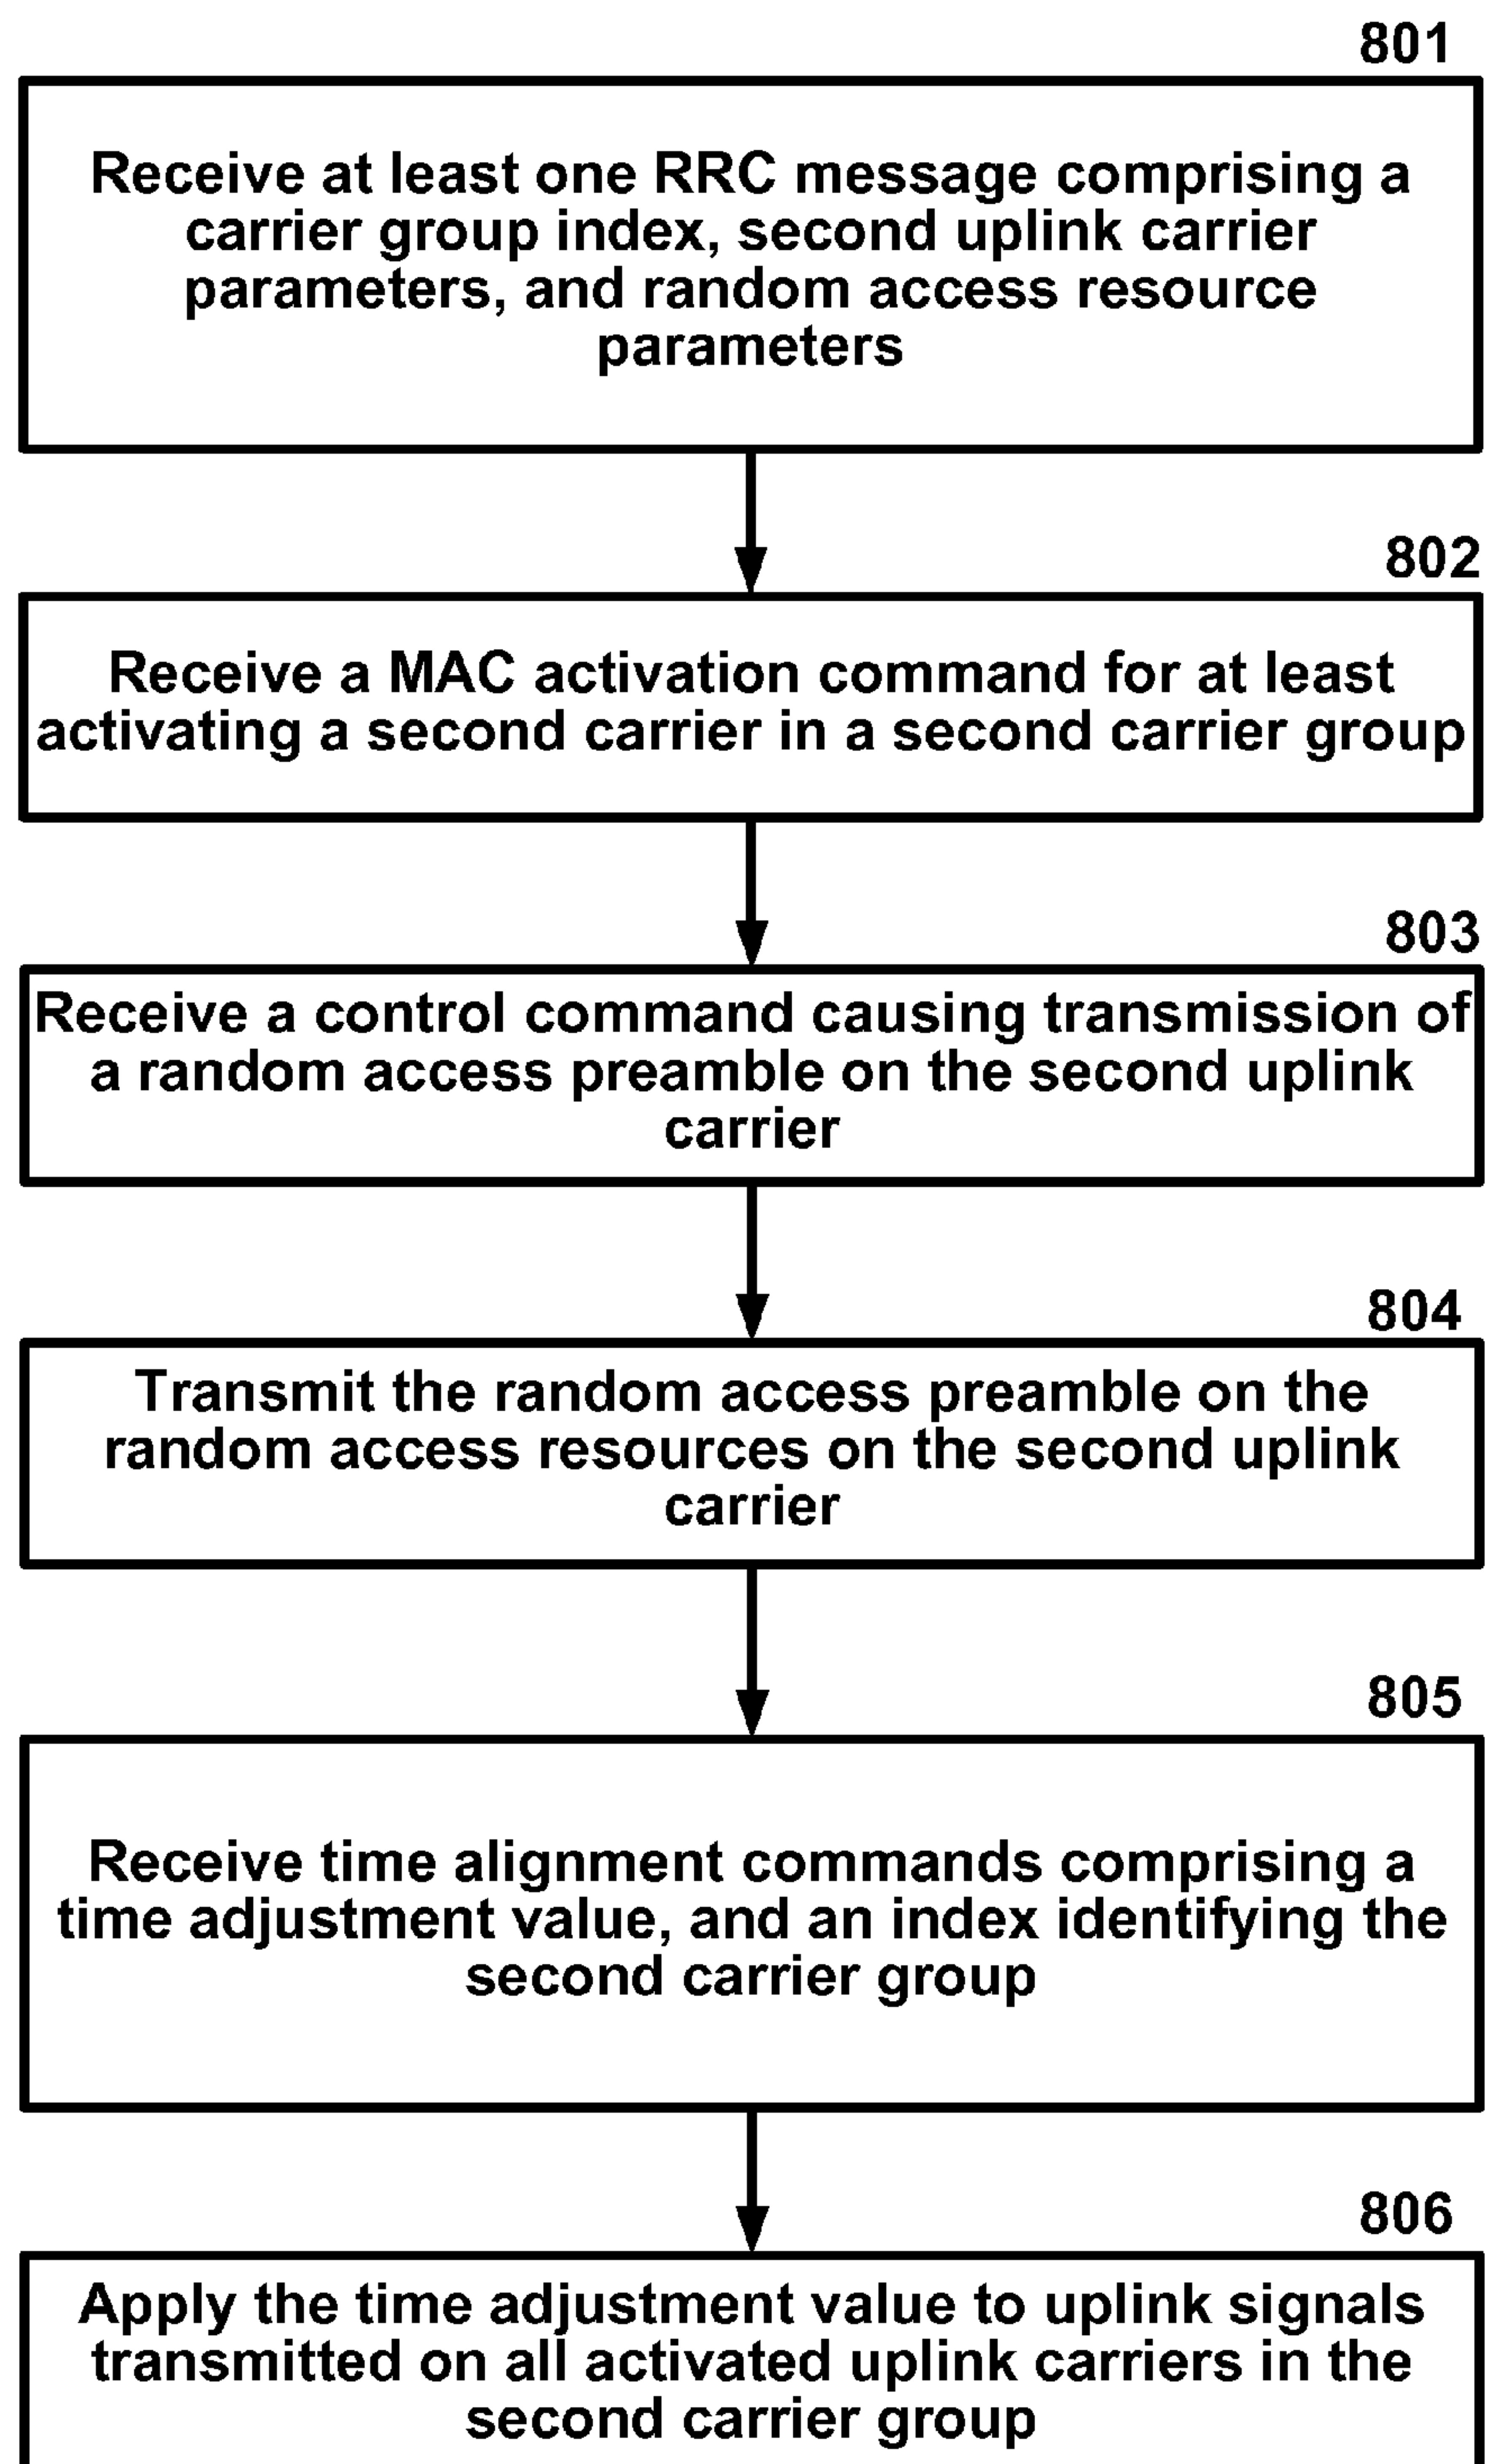 801
Receive at least one RRC message comprising a
carrier group index, second uplink carrier
parameters, and random access resource
parameters
802
Receive a MAC activation command for at least
activating a second carrier in a second carrier group
803
Receive a control command causing transmission of
a random access preamble on the second uplink
carrier
804
Transmit the random access preamble on the
random access resources on the second uplink
carrier
805
Receive time alignment commands comprising a
time adjustment value, and an index identifying the
second carrier group
806
Apply the time adjustment value to uplink signals
transmitted on all activated uplink carriers in the
second carrier group